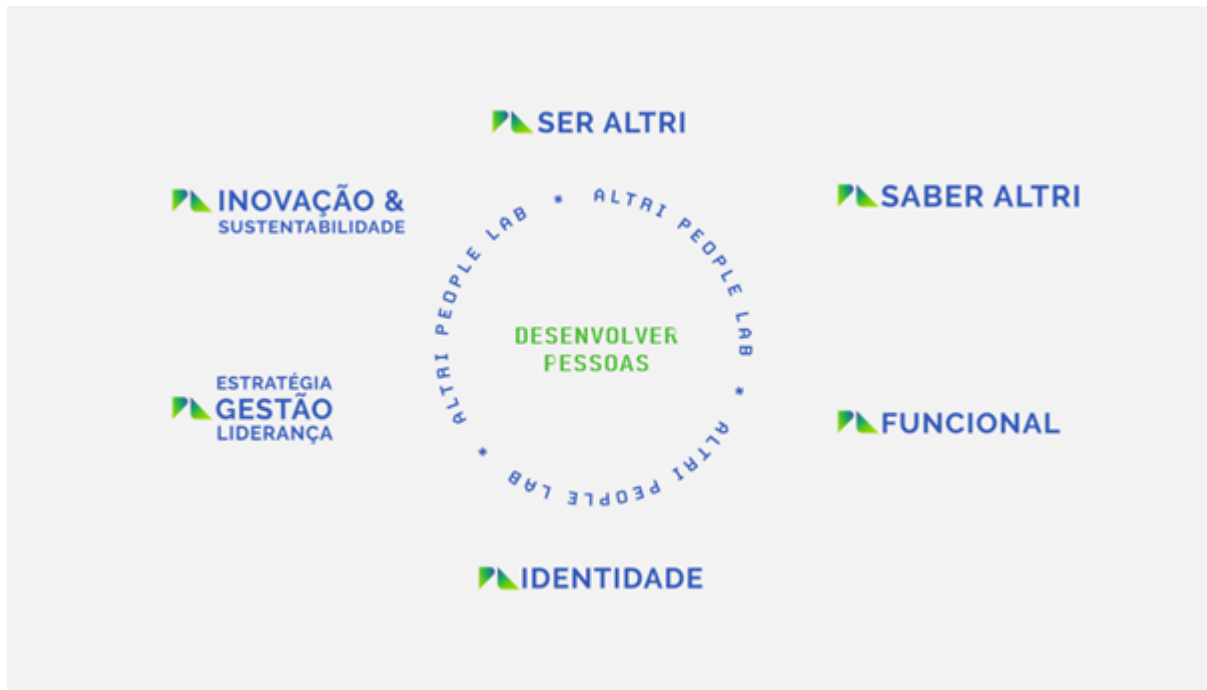 SER ALTRI
INOVAÇÃO &
SUSTENTABILIDADE
SABER ALTRI
ALTRI PEOPLE LAB * ALTRI PEOPLE LAB * ALTRI PEOPLE LAB *
DESENVOLVER
PESSOAS
ESTRATÉGIA
GESTÃO
LIDERANÇA
FUNCIONAL
IDENTIDADE